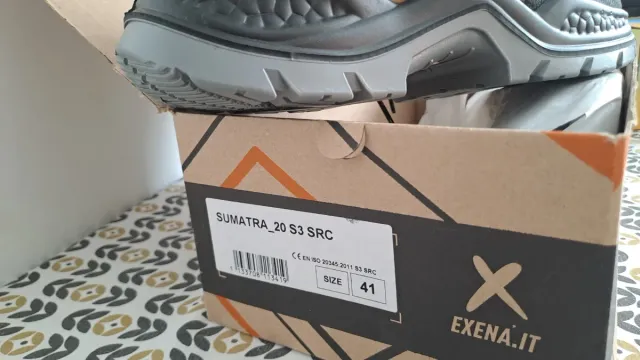 SUMATRA_20 S3 SRC
CE EN ISO 20345:2011 S3 SRC
SIZE 41
EXENA.IT